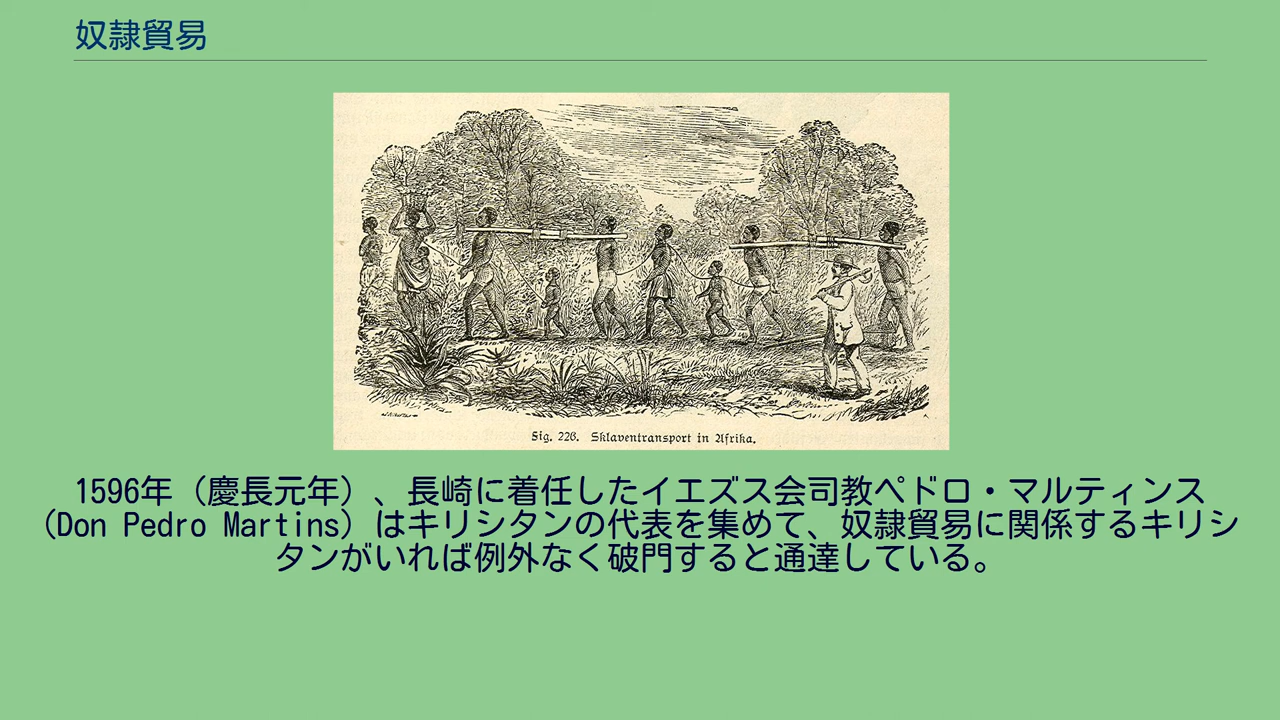 奴隷貿易
Fig. 226. Sklaventransport in Afrika.
1596年（慶長元年）、長崎に着任したイエズス会司教ペドロ・マルティンス
（Don Pedro Martins）はキリシタンの代表を集めて、奴隷貿易に関係するキリシ
タンがいれば例外なく破門すると通達している。